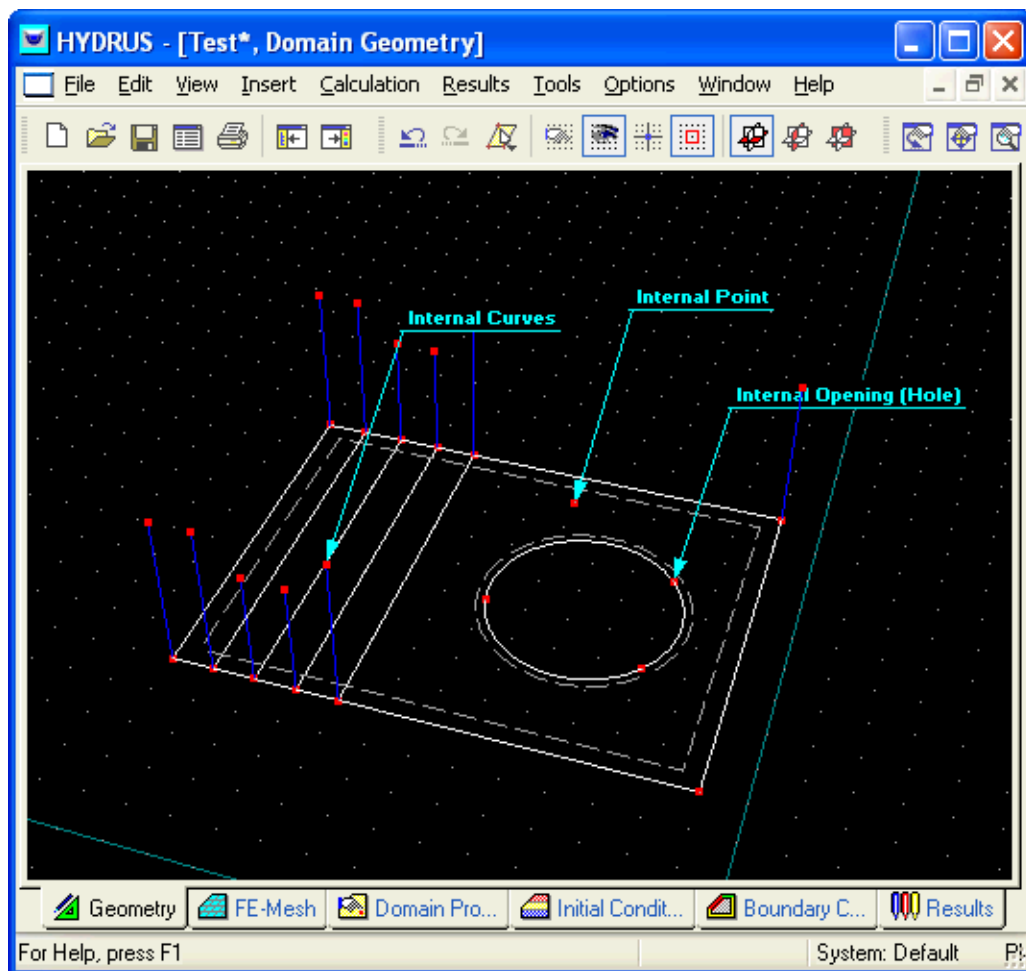 HYDRUS - [Test*, Domain Geometry]
File Edit View Insert Calculation Results Tools Options Window Help
Internal Point
Internal Curves
Internal Opening (Hole)
Geometry FE-Mesh Domain Pro... Initial Condit... Boundary C... Results
For Help, press F1 System: Default